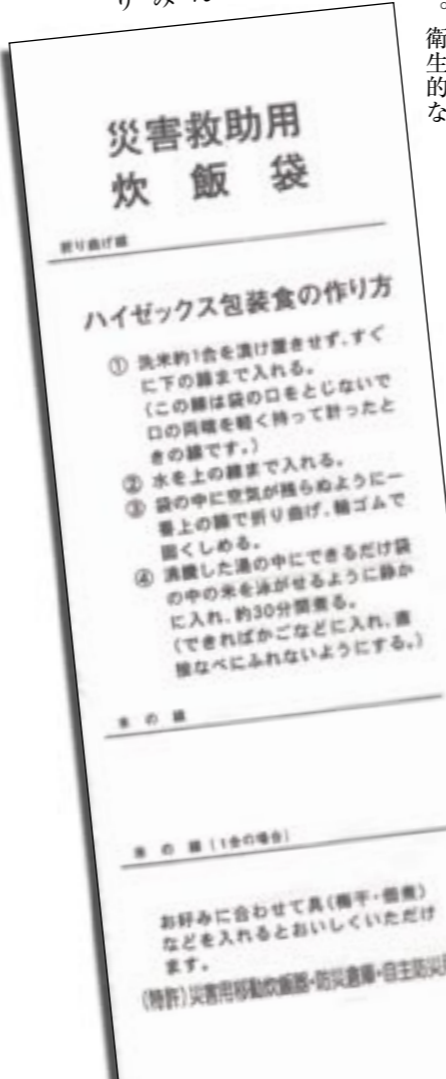 衛生的な
災害救助用
炊飯袋
折り曲げ線
ハイゼックス包装食の作り方
① 洗米約1合を漬け置きせず、すぐ
に下の線まで入れる。
(この線は袋の口をとじないで
口の両端を軽く持って計ったと
きの線です。)
② 水を上の線まで入れる。
③ 袋の中に空気が残らぬように一
番上の線で折り曲げ、輪ゴムで
固くしめる。
④ 沸騰した湯の中にできるだけ袋
の中の米を泳がせるように静か
に入れ、約30分間煮る。
(できればかごなどに入れ、直
接なべにふれないようにする。)
水の線
米の線(1合の場合)
お好みに合わせて具(梅干・佃煮)
などを入れるとおいしくいただけ
ます。
(特許)災害用移動炊飯器・防災倉庫・自主防災